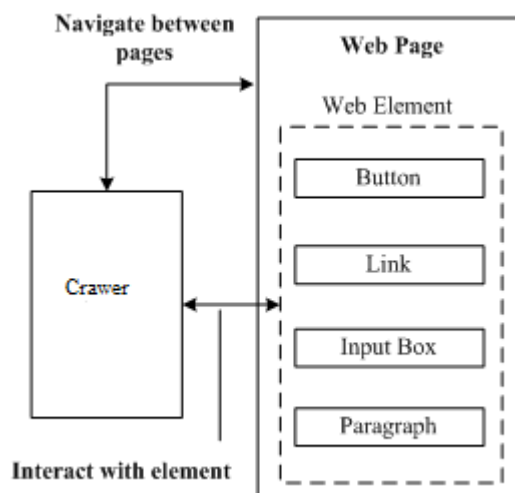 Navigate between
pages
Web Page
Web Element
Button
Link
Crawer
Input Box
Paragraph
Interact with element